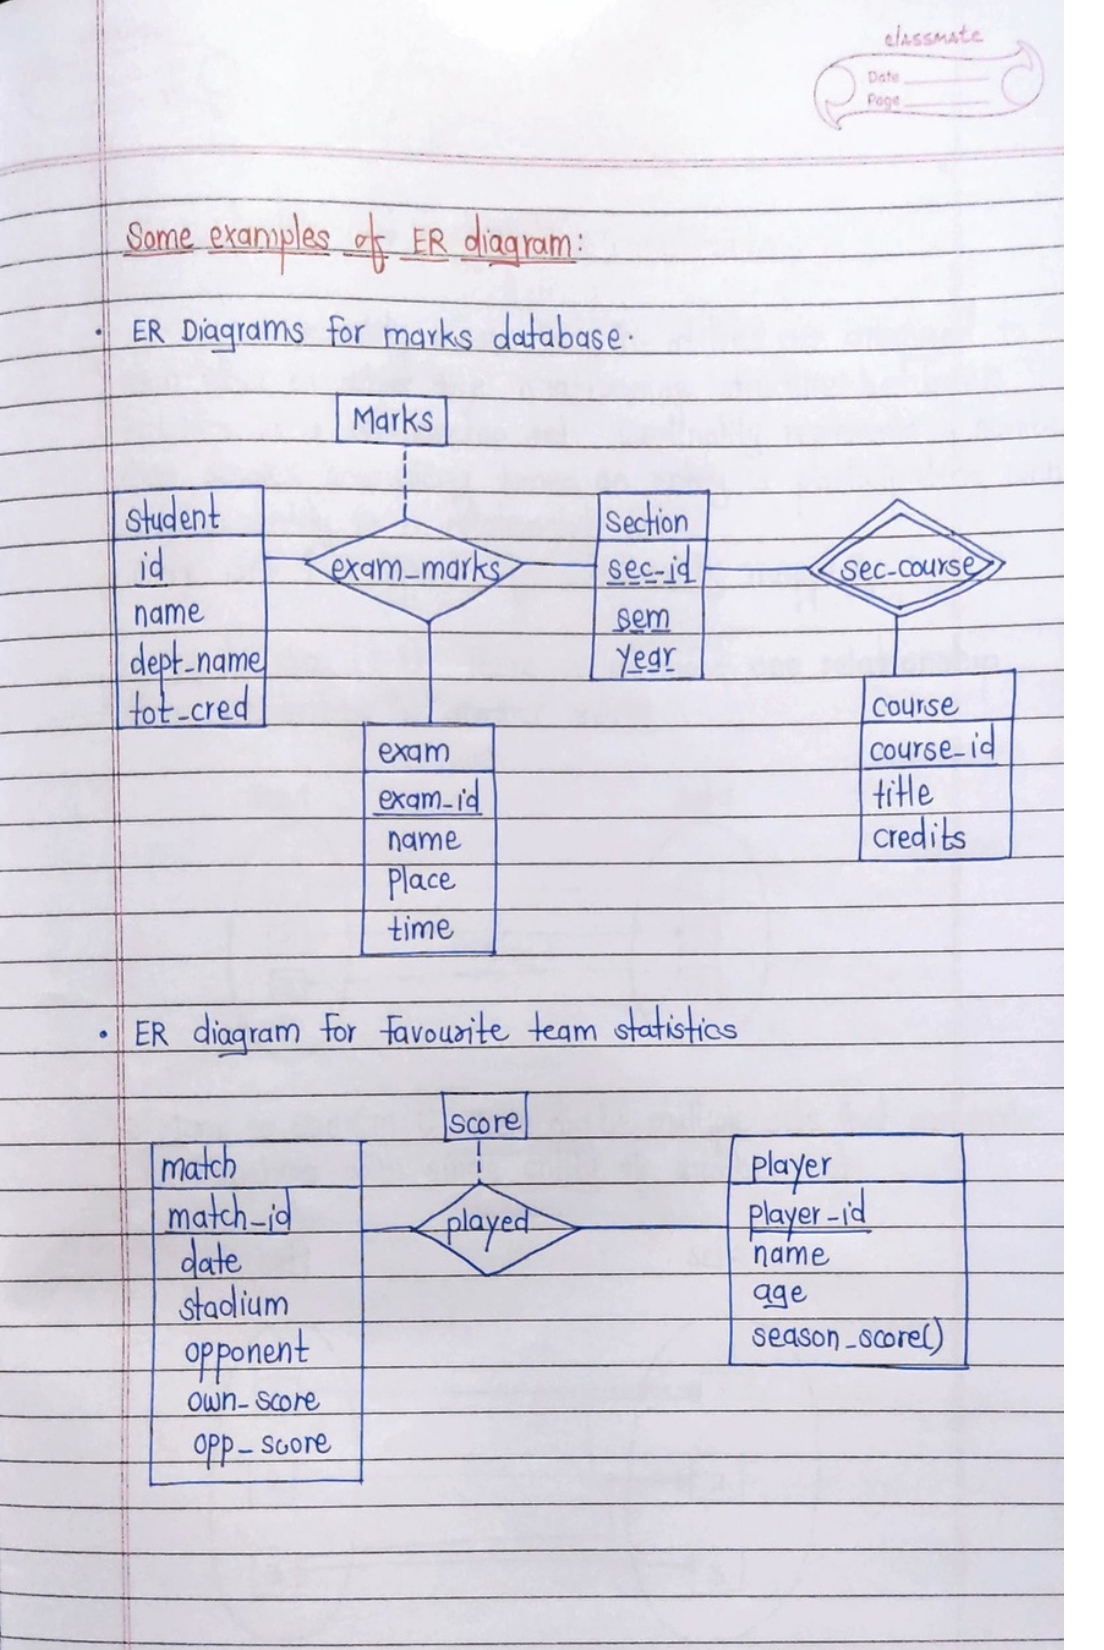 classmate
Date
Page
Some examples of ER diagram:
• ER Diagrams for marks database.
Marks
student
id
name
dept_name
tot_cred
exam_marks
section
sec-id
sem
year
sec-course
course
course_id
title
credits
exam
exam_id
name
place
time
• ER diagram for favourite team statistics
score
match
match_id
date
stadium
opponent
own_score
opp_score
played
player
player_id
name
age
season_score()